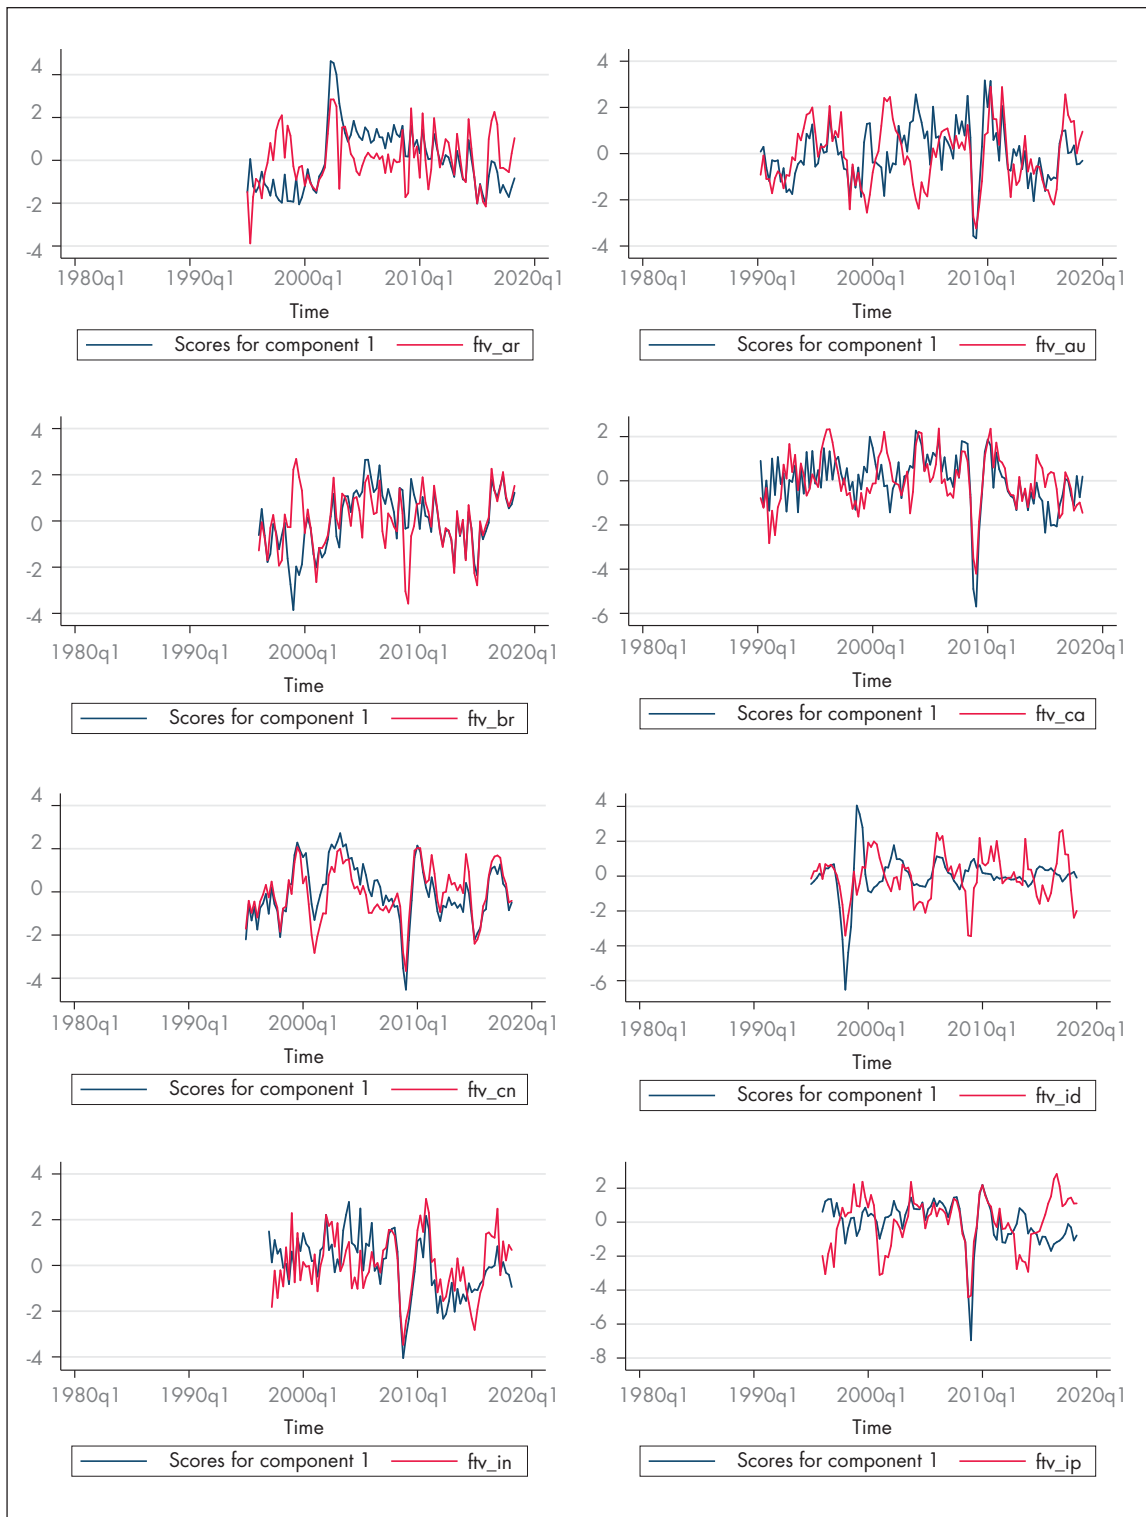 4
2
0
-2
-4
1980q1 1990q1 2000q1 2010q1 2020q1
Time
Scores for component 1 ftv_ar
4
2
0
-2
-4
1980q1 1990q1 2000q1 2010q1 2020q1
Time
Scores for component 1 ftv_au
4
2
0
-2
-4
1980q1 1990q1 2000q1 2010q1 2020q1
Time
Scores for component 1 ftv_br
2
0
-2
-4
-6
1980q1 1990q1 2000q1 2010q1 2020q1
Time
Scores for component 1 ftv_ca
4
2
0
-2
-4
1980q1 1990q1 2000q1 2010q1 2020q1
Time
Scores for component 1 ftv_cn
4
2
0
-2
-4
-6
1980q1 1990q1 2000q1 2010q1 2020q1
Time
Scores for component 1 ftv_id
4
2
0
-2
-4
1980q1 1990q1 2000q1 2010q1 2020q1
Time
Scores for component 1 ftv_in
2
0
-2
-4
-6
-8
1980q1 1990q1 2000q1 2010q1 2020q1
Time
Scores for component 1 ftv_ip